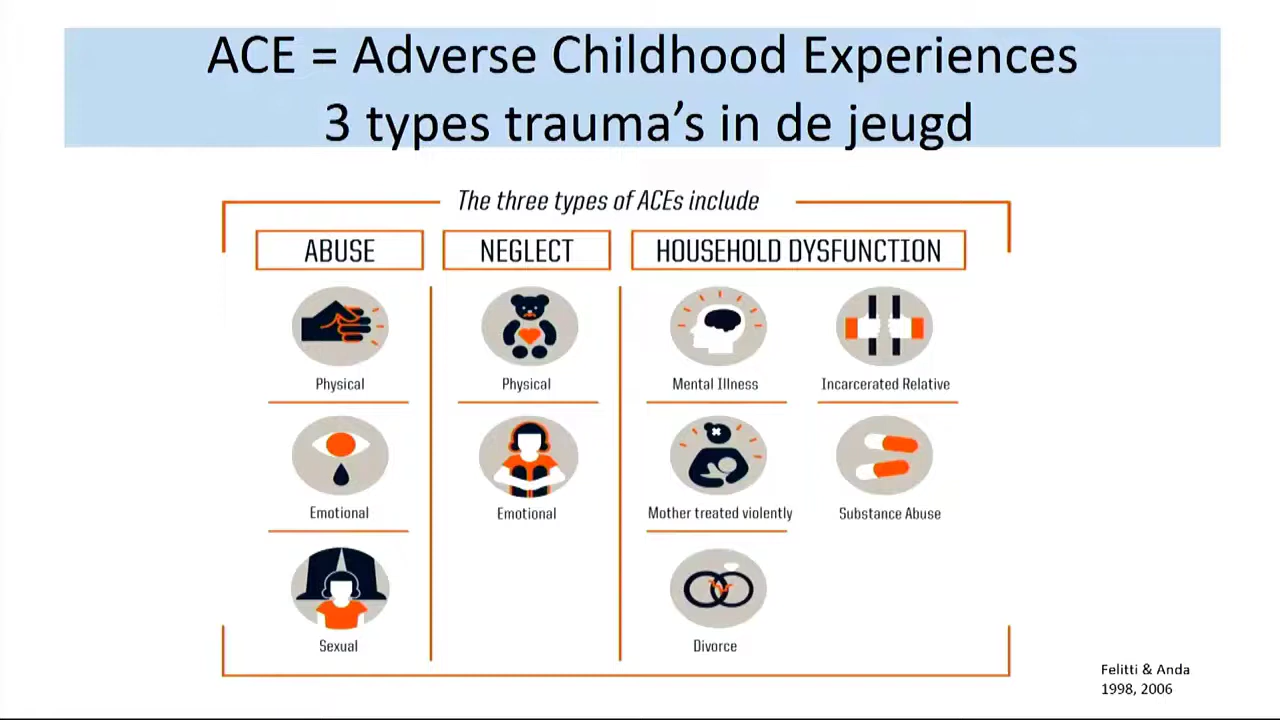 ACE = Adverse Childhood Experiences
3 types trauma’s in de jeugd
The three types of ACEs include
ABUSE
NEGLECT
HOUSEHOLD DYSFUNCTION
Physical
Emotional
Sexual
Physical
Emotional
Mental Illness
Incarcerated Relative
Mother treated violently
Substance Abuse
Divorce
Felitti & Anda
1998, 2006